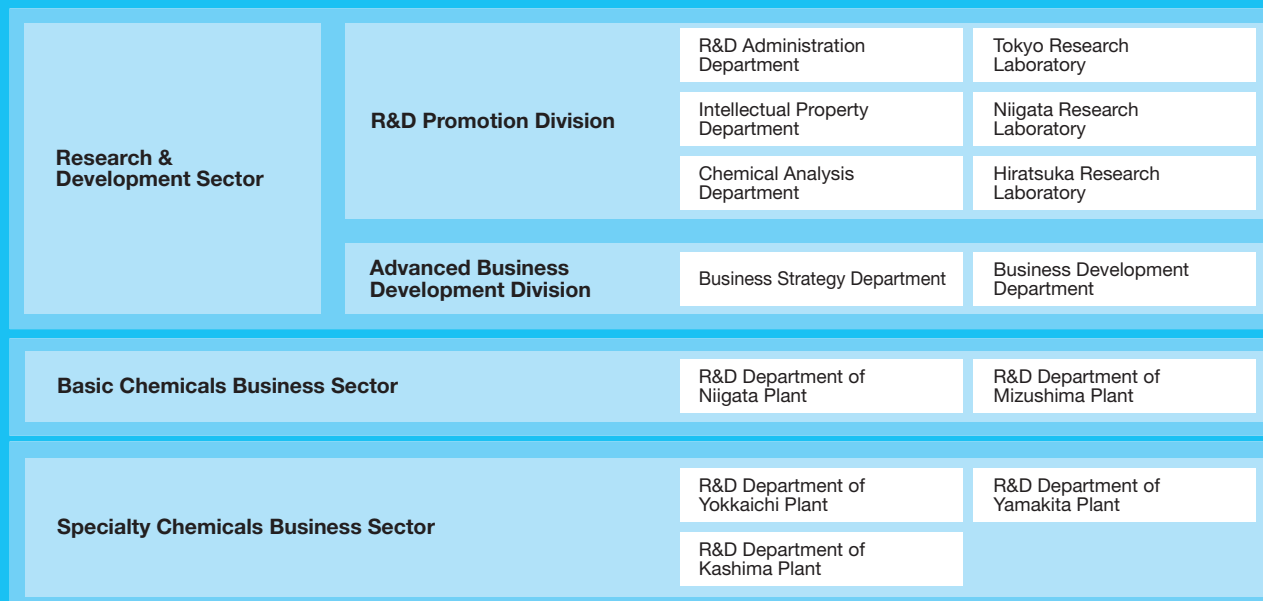 Research &
Development Sector
R&D Promotion Division
R&D Administration
Department
Tokyo Research
Laboratory
Intellectual Property
Department
Niigata Research
Laboratory
Chemical Analysis
Department
Hiratsuka Research
Laboratory
Advanced Business
Development Division
Business Strategy Department
Business Development
Department
Basic Chemicals Business Sector
R&D Department of
Niigata Plant
R&D Department of
Mizushima Plant
Specialty Chemicals Business Sector
R&D Department of
Yokkaichi Plant
R&D Department of
Yamakita Plant
R&D Department of
Kashima Plant